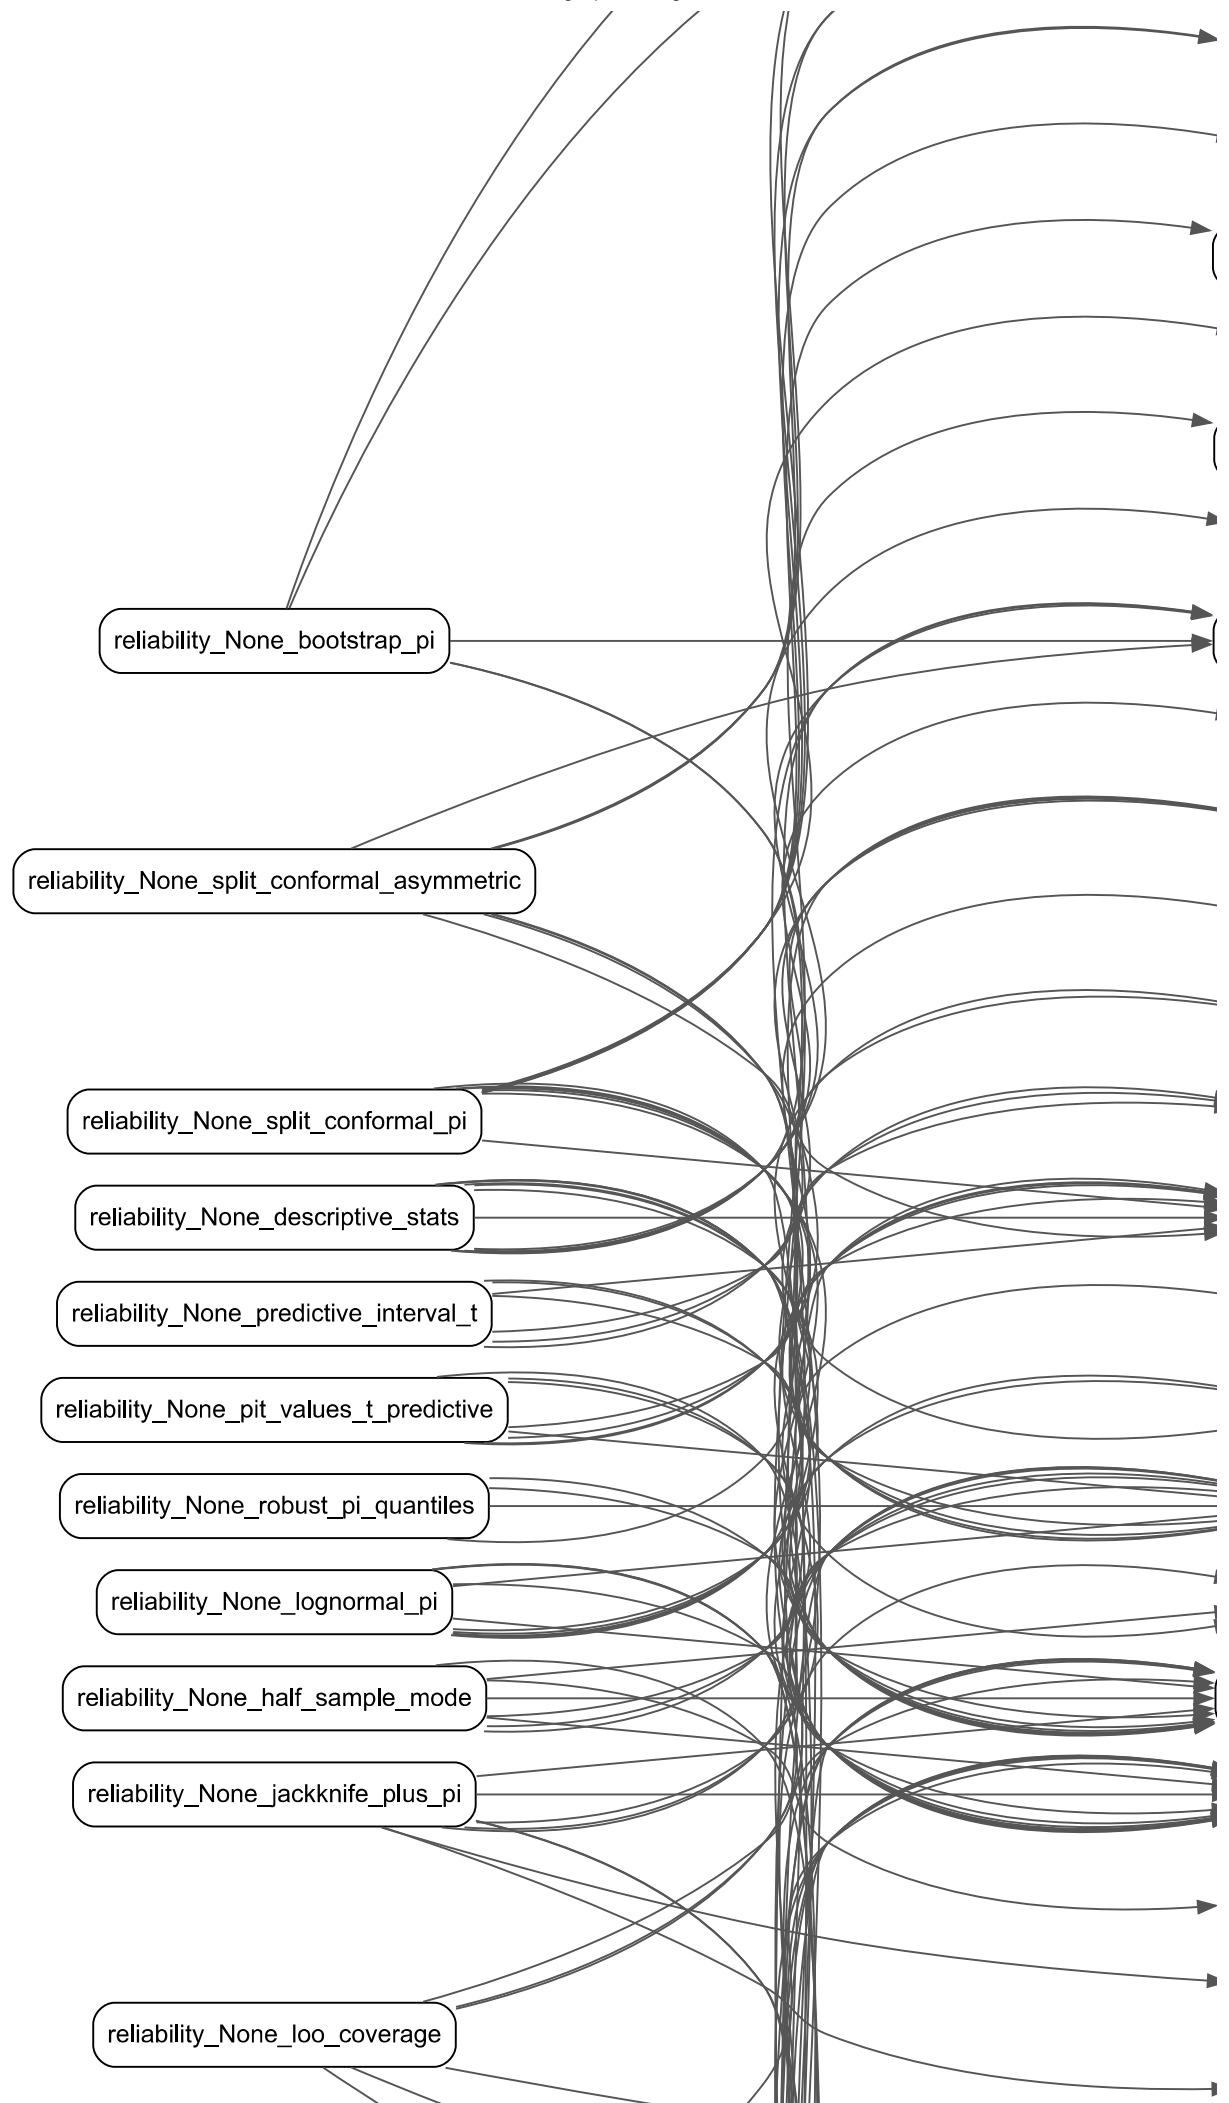 reliability_None_bootstrap_pi
reliability_None_split_conformal_asymmetric
reliability_None_split_conformal_pi
reliability_None_descriptive_stats
reliability_None_predictive_interval_t
reliability_None_pit_values_t_predictive
reliability_None_robust_pi_quantiles
reliability_None_lognormal_pi
reliability_None_half_sample_mode
reliability_None_jackknife_plus_pi
reliability_None_loo_coverage